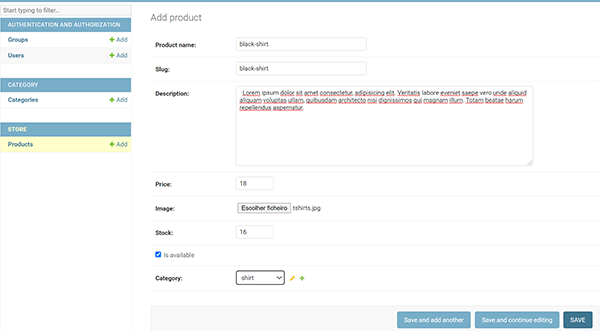 Start typing to filter...
AUTHENTICATION AND AUTHORIZATION
Groups + Add
Users + Add
CATEGORY
Categories + Add
STORE
Products + Add
Add product
Product name: black-shirt
Slug: black-shirt
Description: Lorem ipsum dolor sit amet consectetur, adipisicing elit. Veritatis labore eveniet saepe vero unde aliquid
aliquam voluptas ullam, quibusdam architecto nisi dignissimos qui magnam illum. Totam beatae harum
repellendus aspernatur.
Price: 18
Image: Escolher ficheiro tshirts.jpg
Stock: 16
Is available
Category: shirt
Save and add another Save and continue editing SAVE